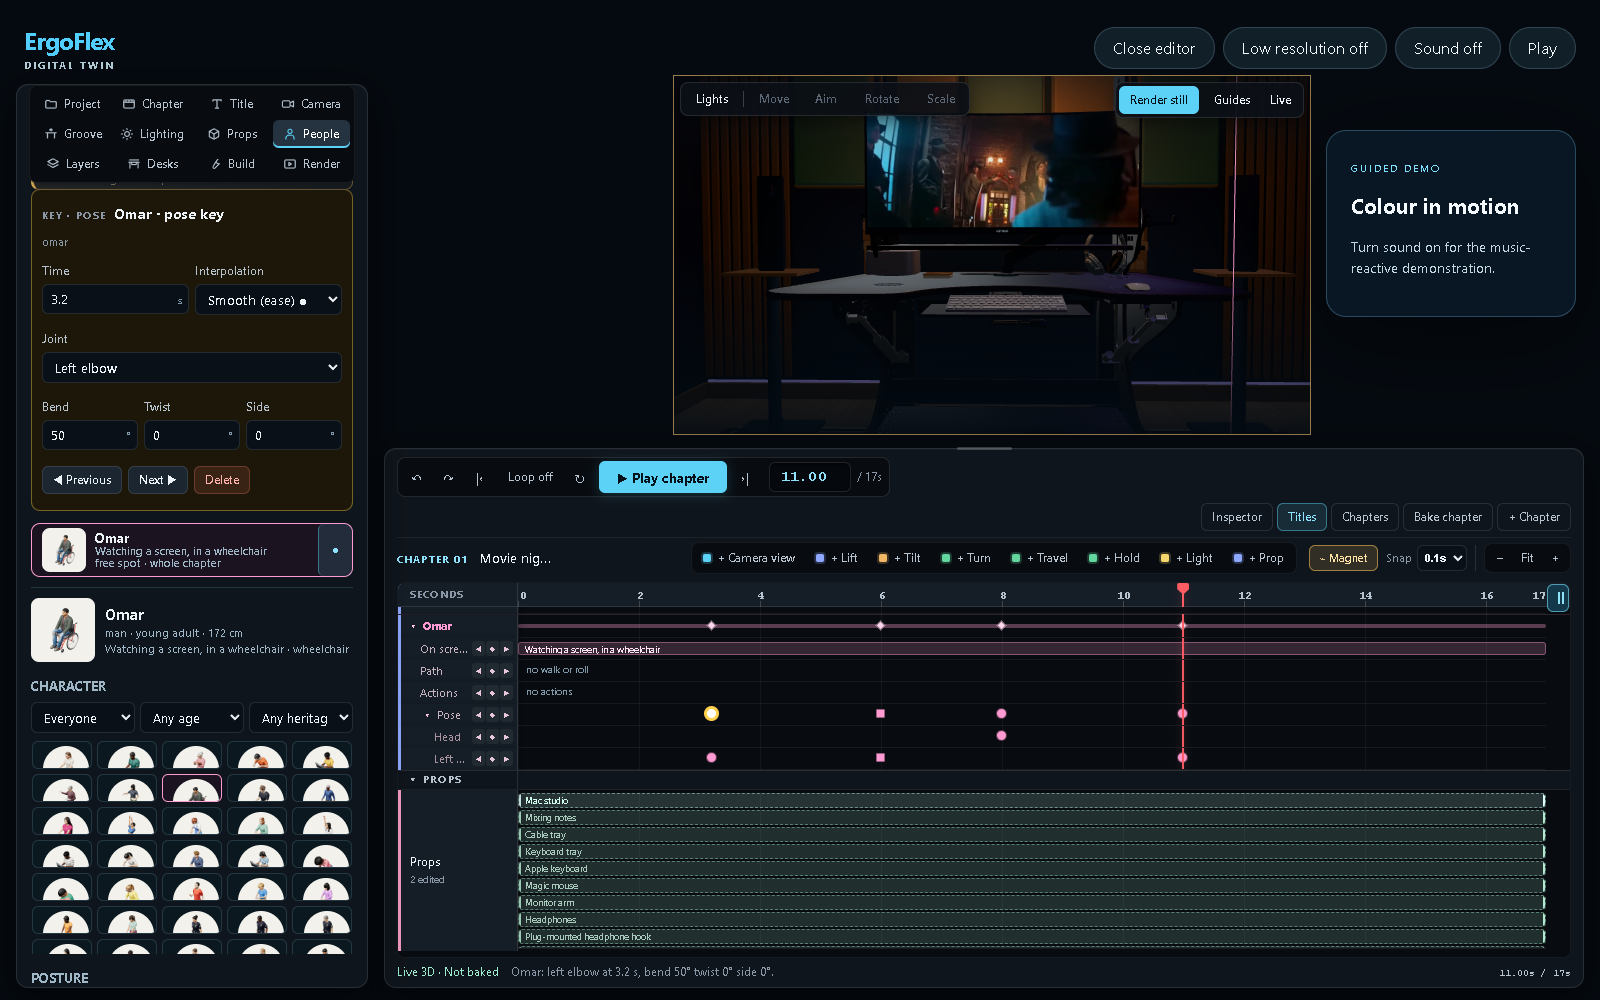 ErgoFlex
DIGITAL TWIN
Close editor
Low resolution off
Sound off
Play
Project
Chapter
Title
Camera
Groove
Lighting
Props
People
Layers
Desks
Build
Render
KEY · POSE Omar · pose key
omar
Time
Interpolation
3.2 s
Smooth (ease) ●
Joint
Left elbow
Bend
Twist
Side
50 °
0 °
0 °
◀ Previous
Next ▶
Delete
Omar
Watching a screen, in a wheelchair
free spot · whole chapter
Omar
man · young adult · 172 cm
Watching a screen, in a wheelchair · wheelchair
CHARACTER
Everyone
Any age
Any heritag
POSTURE
Lights
Move
Aim
Rotate
Scale
Render still
Guides
Live
GUIDED DEMO
Colour in motion
Turn sound on for the music-
reactive demonstration.
Loop off
▶ Play chapter
11.00
/ 17s
Inspector
Titles
Chapters
Bake chapter
+ Chapter
CHAPTER 01 Movie nig...
+ Camera view
+ Lift
+ Tilt
+ Turn
+ Travel
+ Hold
+ Light
+ Prop
Magnet
Snap
0.1s
−
Fit
+
SECONDS
0 2 4 6 8 10 12 14 16 17
Omar
On scre...
Watching a screen, in a wheelchair
Path
no walk or roll
Actions
no actions
Pose
Head
Left ...
PROPS
Props
2 edited
Mac studio
Mixing notes
Cable tray
Keyboard tray
Apple keyboard
Magic mouse
Monitor arm
Headphones
Plug-mounted headphone hook
Live 3D · Not baked
Omar: left elbow at 3.2 s, bend 50° twist 0° side 0°.
11.00s / 17s